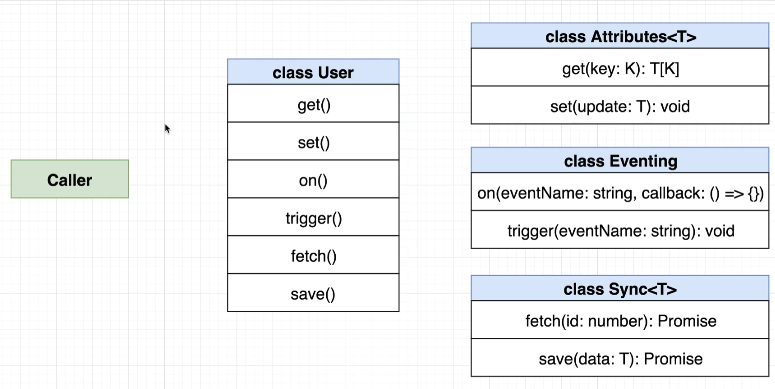 Caller
class User
get()
set()
on()
trigger()
fetch()
save()
class Attributes<T>
get(key: K): T[K]
set(update: T): void
class Eventing
on(eventName: string, callback: () => {})
trigger(eventName: string): void
class Sync<T>
fetch(id: number): Promise
save(data: T): Promise